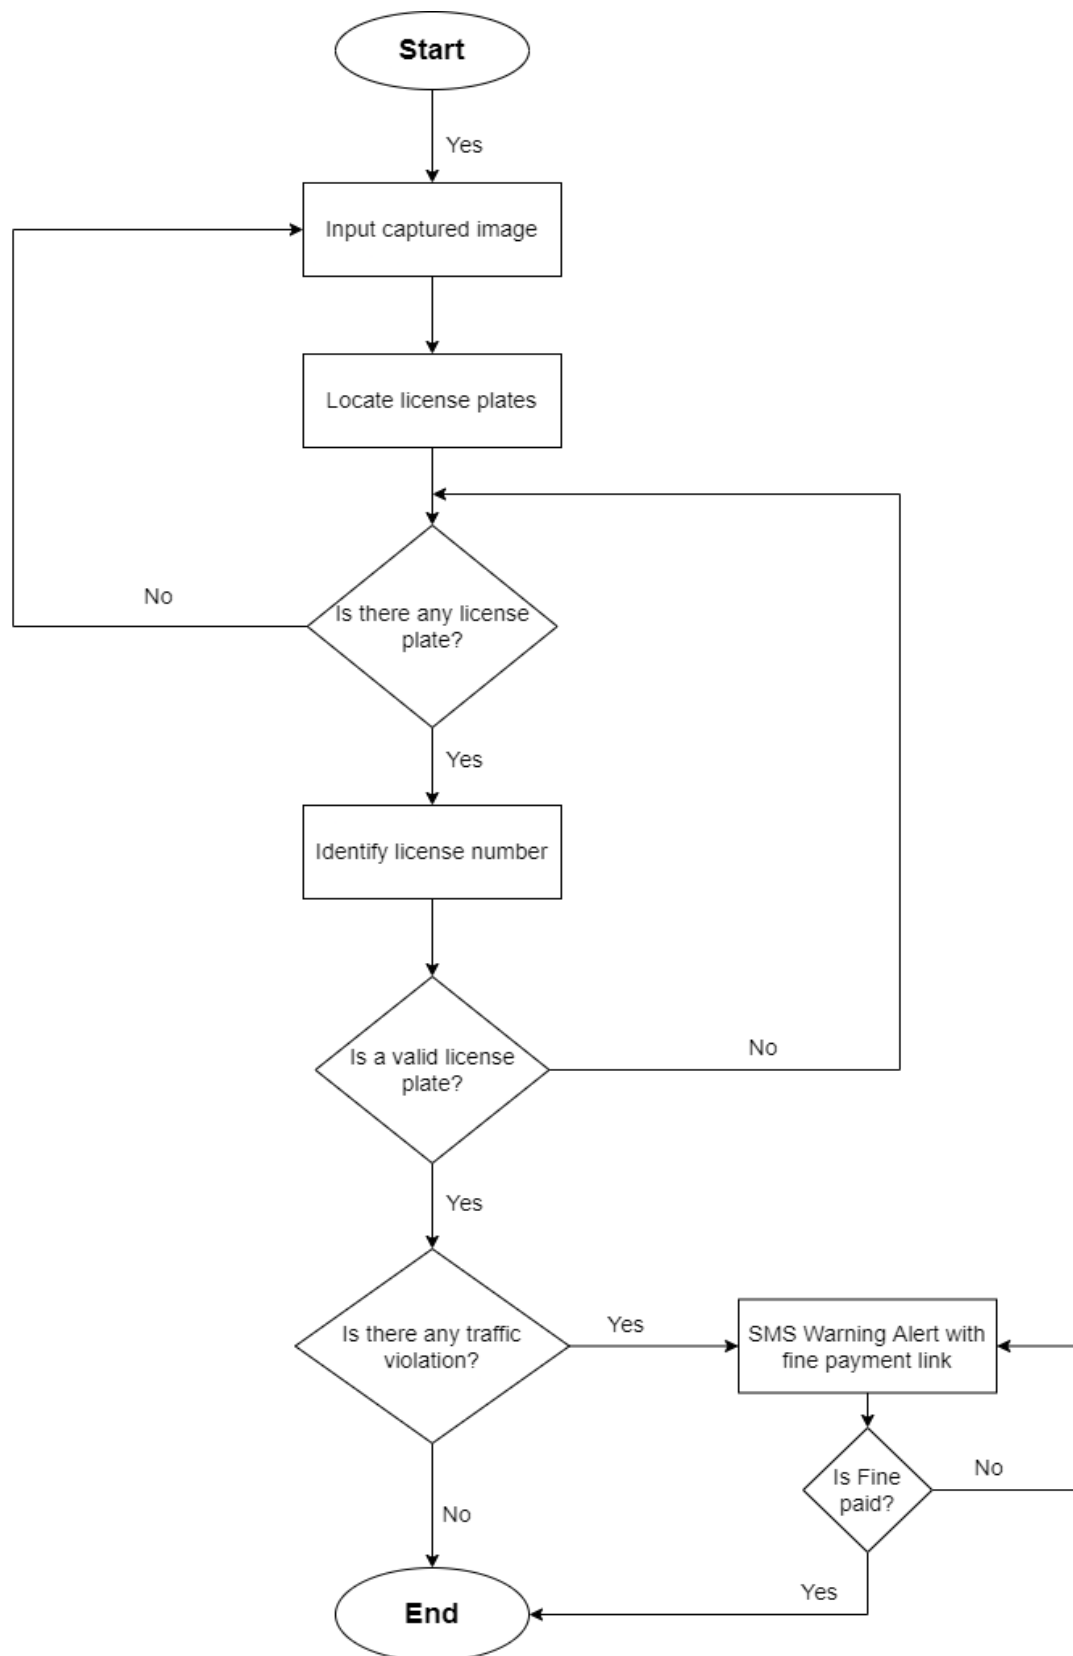 Start
Yes
Input captured image
Locate license plates
No
Is there any license
plate?
Yes
Identify license number
Is a valid license
plate?
No
Yes
Is there any traffic
violation?
Yes
SMS Warning Alert with
fine payment link
Is Fine
paid?
No
No
Yes
End